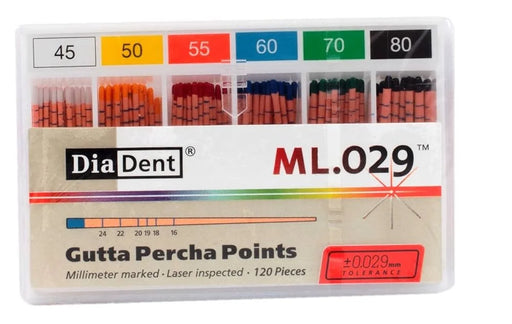 45 50 55 60 70 80
DiaDent® ML.029™
24 22 20 19 18 16
Gutta Percha Points
Millimeter marked · Laser inspected · 120 Pieces
±0.029mm
TOLERANCE